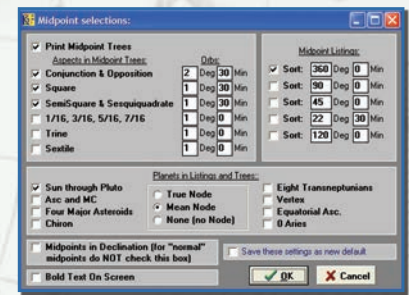 Midpoint selections:
Print Midpoint Trees
Aspects in Midpoint Trees: Orbs:
Conjunction & Opposition 2 Deg 30 Min
Square 1 Deg 30 Min
SemiSquare & Sesquiquadrate 1 Deg 30 Min
1/16, 3/16, 5/16, 7/16 1 Deg 0 Min
Trine 1 Deg 0 Min
Sextile 1 Deg 0 Min
Midpoint Listings:
Sort: 360 Deg 0 Min
Sort: 90 Deg 0 Min
Sort: 45 Deg 0 Min
Sort: 22 Deg 30 Min
Sort: 120 Deg 0 Min
Planets in Listings and Trees:
Sun through Pluto
Asc and MC
Four Major Asteroids
Chiron
True Node
Mean Node
None (no Node)
Eight Transneptunians
Vertex
Equatorial Asc.
0 Aries
Midpoints in Declination (for "normal"
midpoints do NOT check this box)
Save these settings as new default
Bold Text On Screen
OK
Cancel